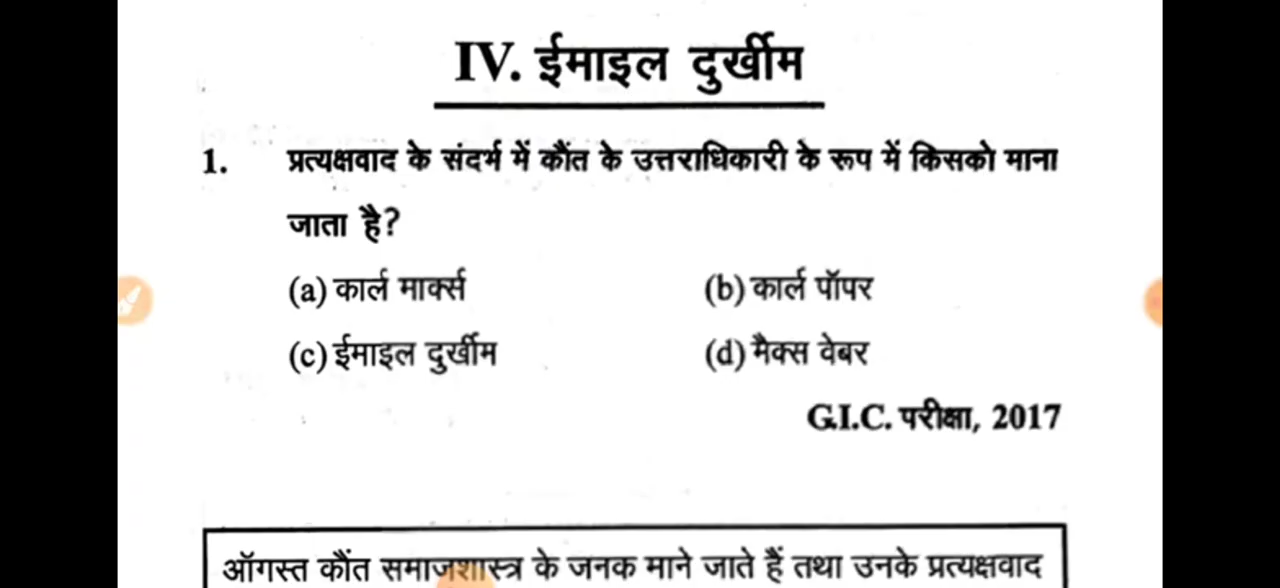 IV. ईमाइल दुर्खीम
1. प्रत्यक्षवाद के संदर्भ में कौंत के उत्तराधिकारी के रूप में किसको माना
जाता है?
(a) कार्ल मार्क्स (b) कार्ल पॉपर
(c) ईमाइल दुर्खीम (d) मैक्स वेबर
G.I.C. परीक्षा, 2017
ऑगस्त कौंत समाजशास्त्र के जनक माने जाते हैं तथा उनके प्रत्यक्षवाद